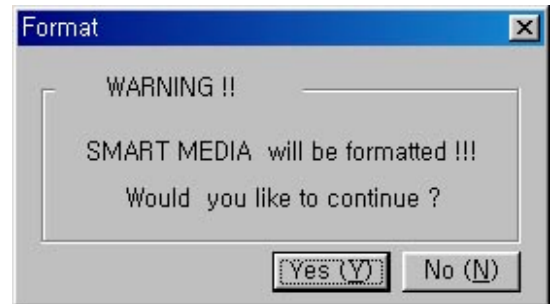 Format
WARNING !!
SMART MEDIA will be formatted !!!
Would you like to continue ?
Yes (Y) No (N)